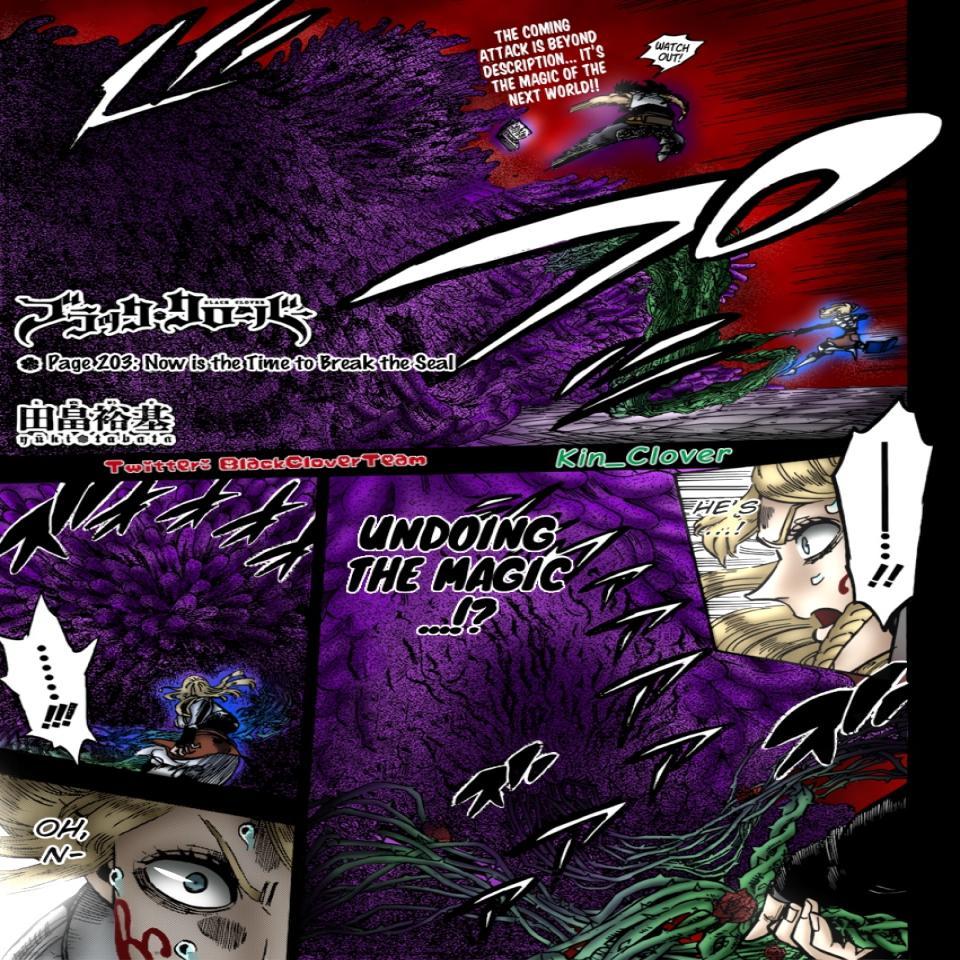 THE COMING
ATTACK IS BEYOND
DESCRIPTION... IT'S
THE MAGIC OF THE
NEXT WORLD!!
WATCH
OUT!
ブラック・クローバー
BLACK CLOVER
Page 203: Now is the Time to Break the Seal
田畠裕基
Twitter: BlackCloverTeam
Kin_Clover
HE'S
....!
......!!
UNDOING
THE MAGIC
....!?
......!!!
OH,
N-